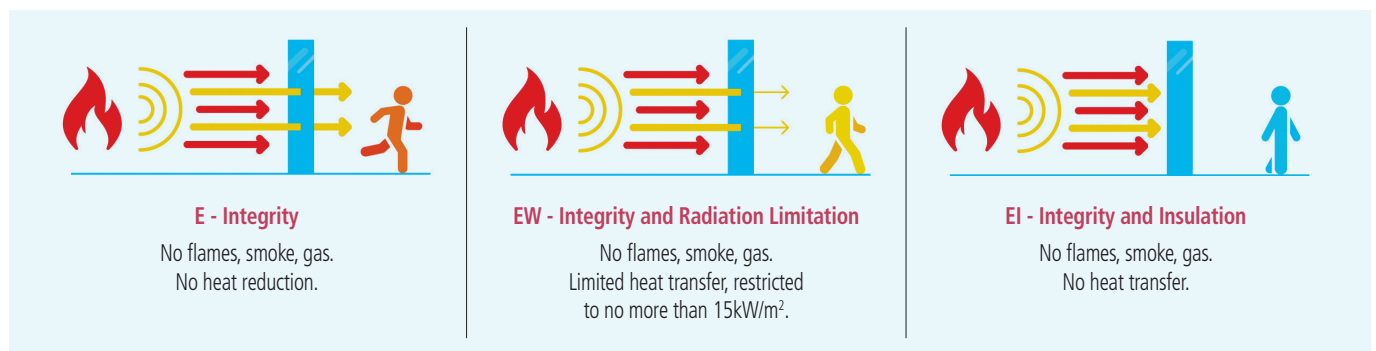 E - Integrity
No flames, smoke, gas.
No heat reduction.
EW - Integrity and Radiation Limitation
No flames, smoke, gas.
Limited heat transfer, restricted
to no more than 15kW/m².
EI - Integrity and Insulation
No flames, smoke, gas.
No heat transfer.